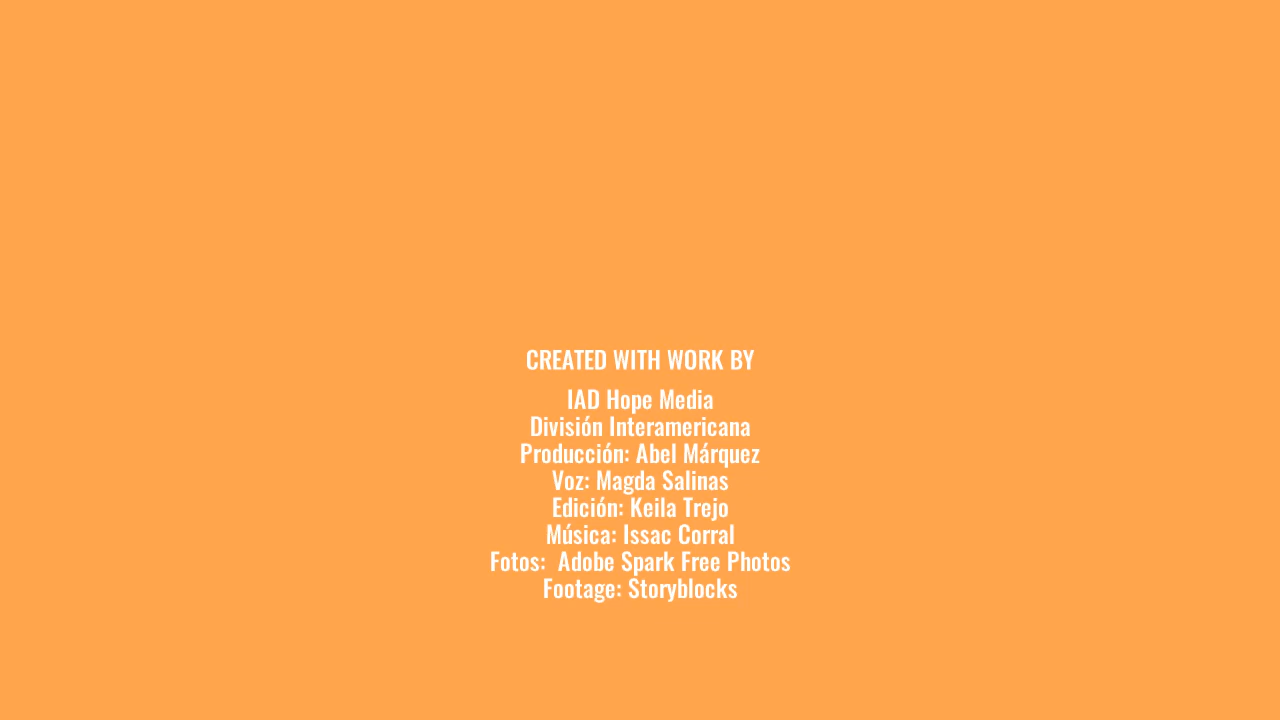 CREATED WITH WORK BY
IAD Hope Media
División Interamericana
Producción: Abel Márquez
Voz: Magda Salinas
Edición: Keila Trejo
Música: Issac Corral
Fotos:  Adobe Spark Free Photos
Footage: Storyblocks